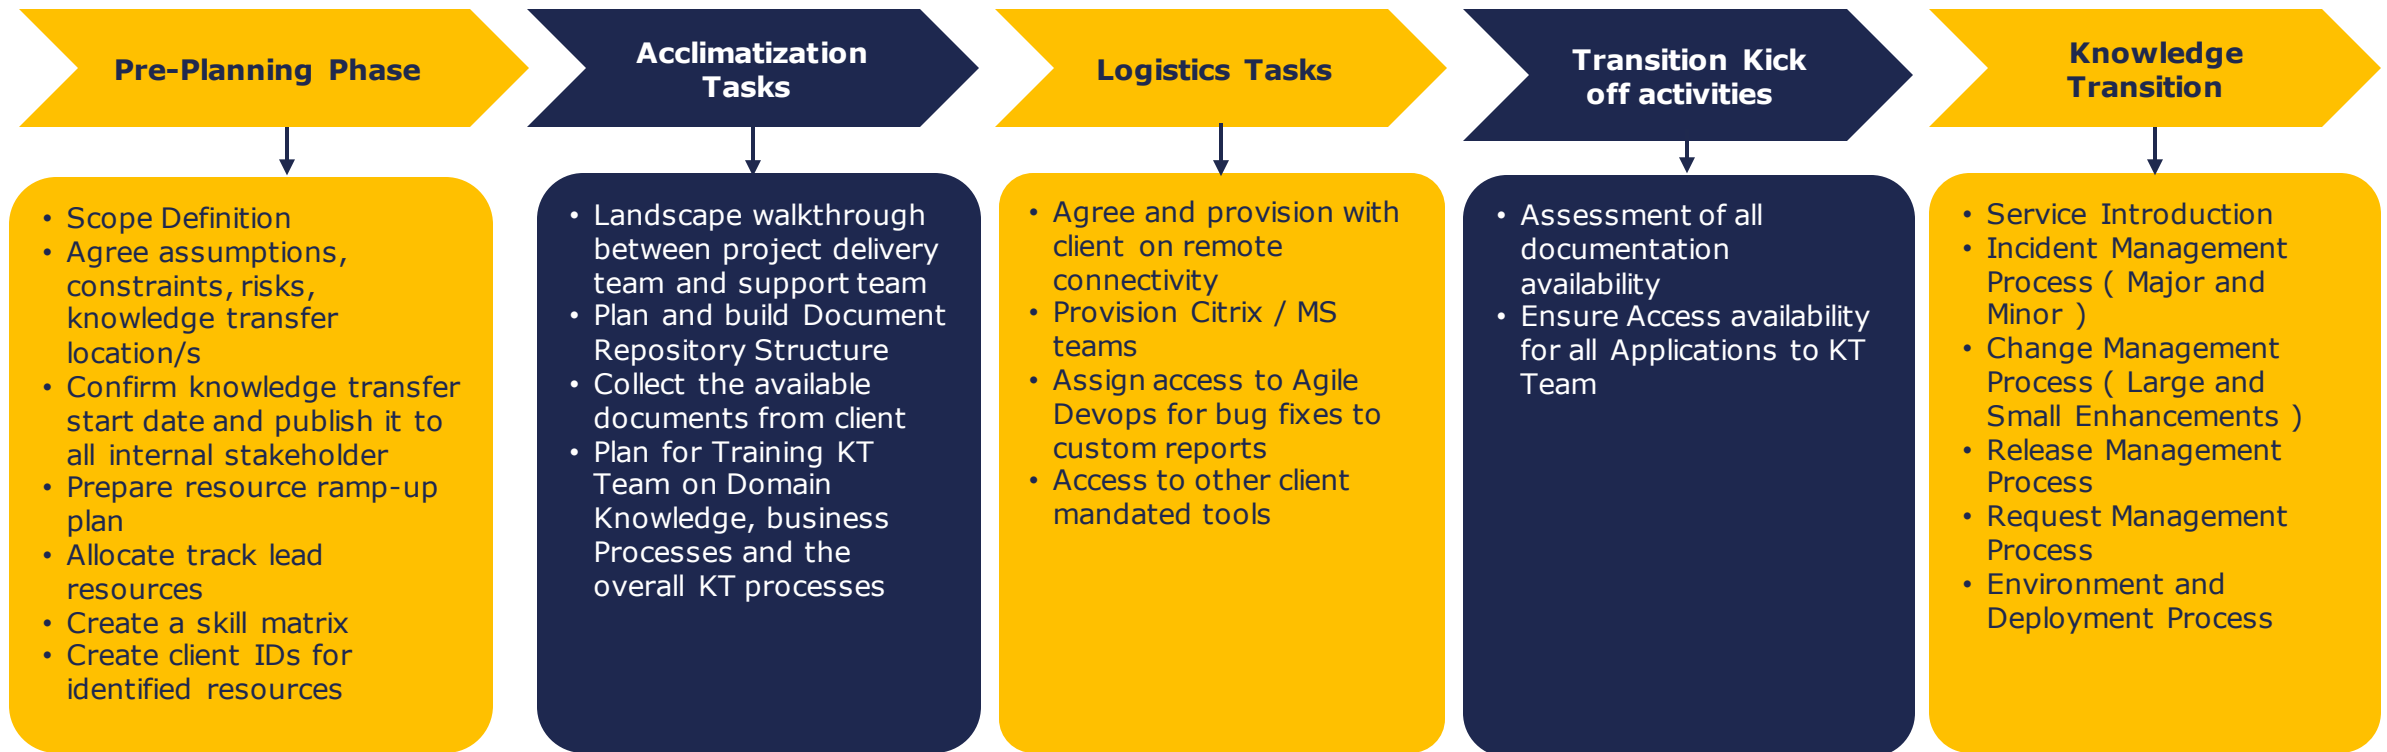 Pre-Planning Phase
• Scope Definition
• Agree assumptions,
constraints, risks,
knowledge transfer
location/s
• Confirm knowledge transfer
start date and publish it to
all internal stakeholder
• Prepare resource ramp-up
plan
• Allocate track lead
resources
• Create a skill matrix
• Create client IDs for
identified resources
Acclimatization
Tasks
• Landscape walkthrough
between project delivery
team and support team
• Plan and build Document
Repository Structure
• Collect the available
documents from client
• Plan for Training KT
Team on Domain
Knowledge, business
Processes and the
overall KT processes
Logistics Tasks
• Agree and provision with
client on remote
connectivity
• Provision Citrix / MS
teams
• Assign access to Agile
Devops for bug fixes to
custom reports
• Access to other client
mandated tools
Transition Kick
off activities
• Assessment of all
documentation
availability
• Ensure Access availability
for all Applications to KT
Team
Knowledge
Transition
• Service Introduction
• Incident Management
Process ( Major and
Minor )
• Change Management
Process ( Large and
Small Enhancements )
• Release Management
Process
• Request Management
Process
• Environment and
Deployment Process